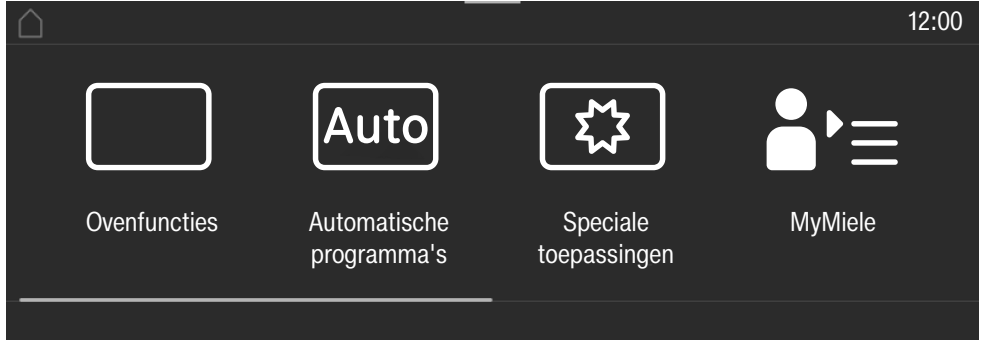 12:00
Auto
Ovenfuncties
Automatische
programma's
Speciale
toepassingen
MyMiele